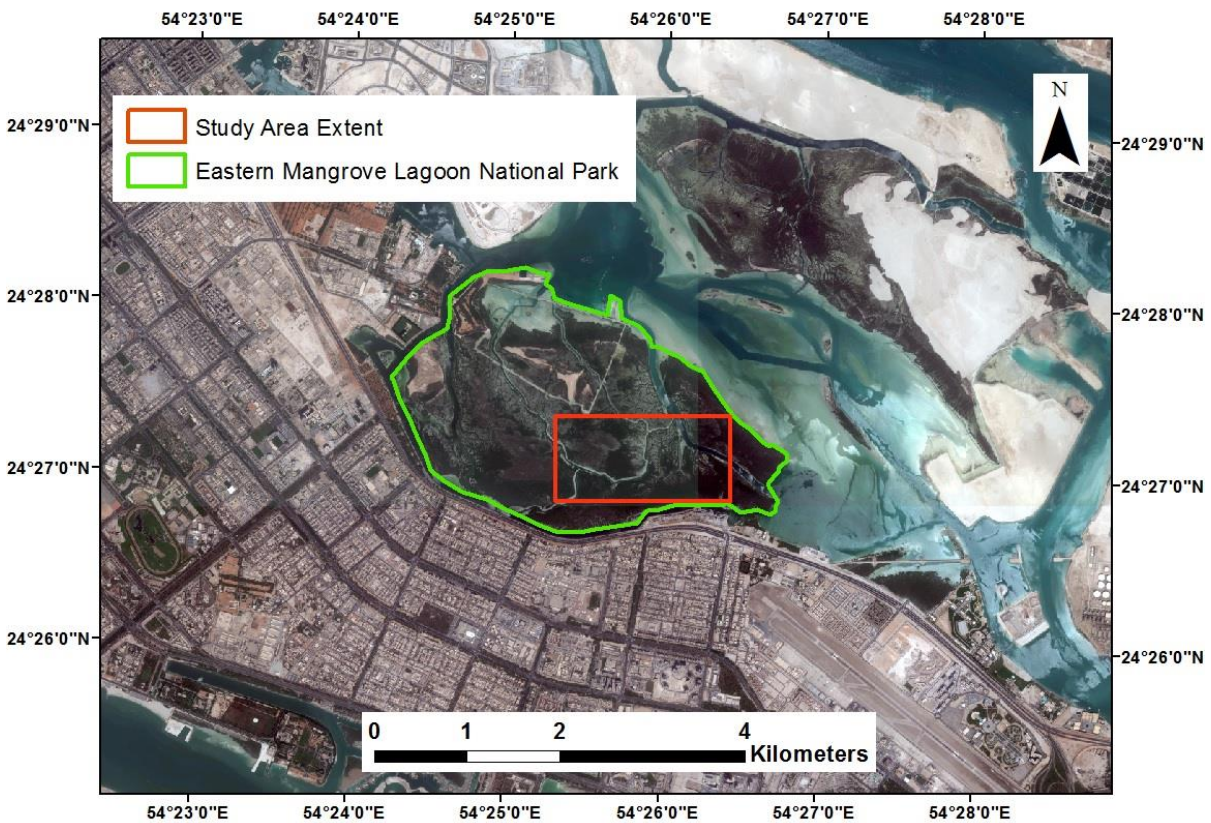 54°23'0"E 54°24'0"E 54°25'0"E 54°26'0"E 54°27'0"E 54°28'0"E
N
Study Area Extent
Eastern Mangrove Lagoon National Park
24°29'0"N 24°29'0"N
24°28'0"N 24°28'0"N
24°27'0"N 24°27'0"N
24°26'0"N 24°26'0"N
0 1 2 4
Kilometers
54°23'0"E 54°24'0"E 54°25'0"E 54°26'0"E 54°27'0"E 54°28'0"E